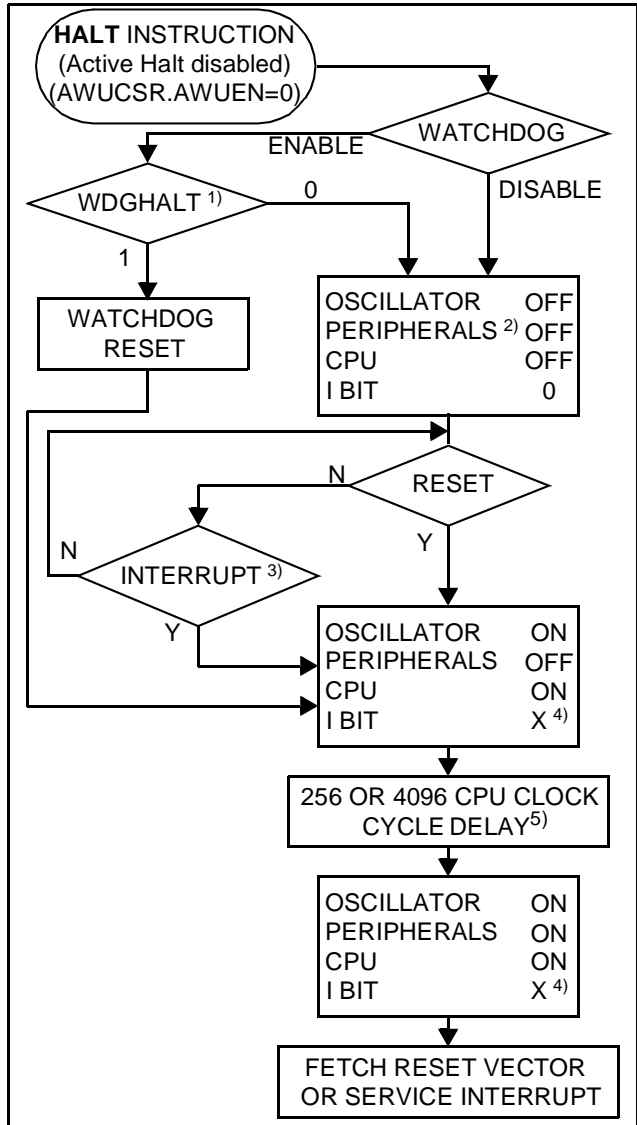 HALT INSTRUCTION
(Active Halt disabled)
(AWUCSR.AWUEN=0)
WATCHDOG
ENABLE
DISABLE
WDGHALT 1)
0
1
WATCHDOG
RESET
OSCILLATOR OFF
PERIPHERALS 2) OFF
CPU OFF
I BIT 0
RESET
N
Y
INTERRUPT 3)
N
Y
OSCILLATOR ON
PERIPHERALS OFF
CPU ON
I BIT X 4)
256 OR 4096 CPU CLOCK
CYCLE DELAY5)
OSCILLATOR ON
PERIPHERALS ON
CPU ON
I BIT X 4)
FETCH RESET VECTOR
OR SERVICE INTERRUPT